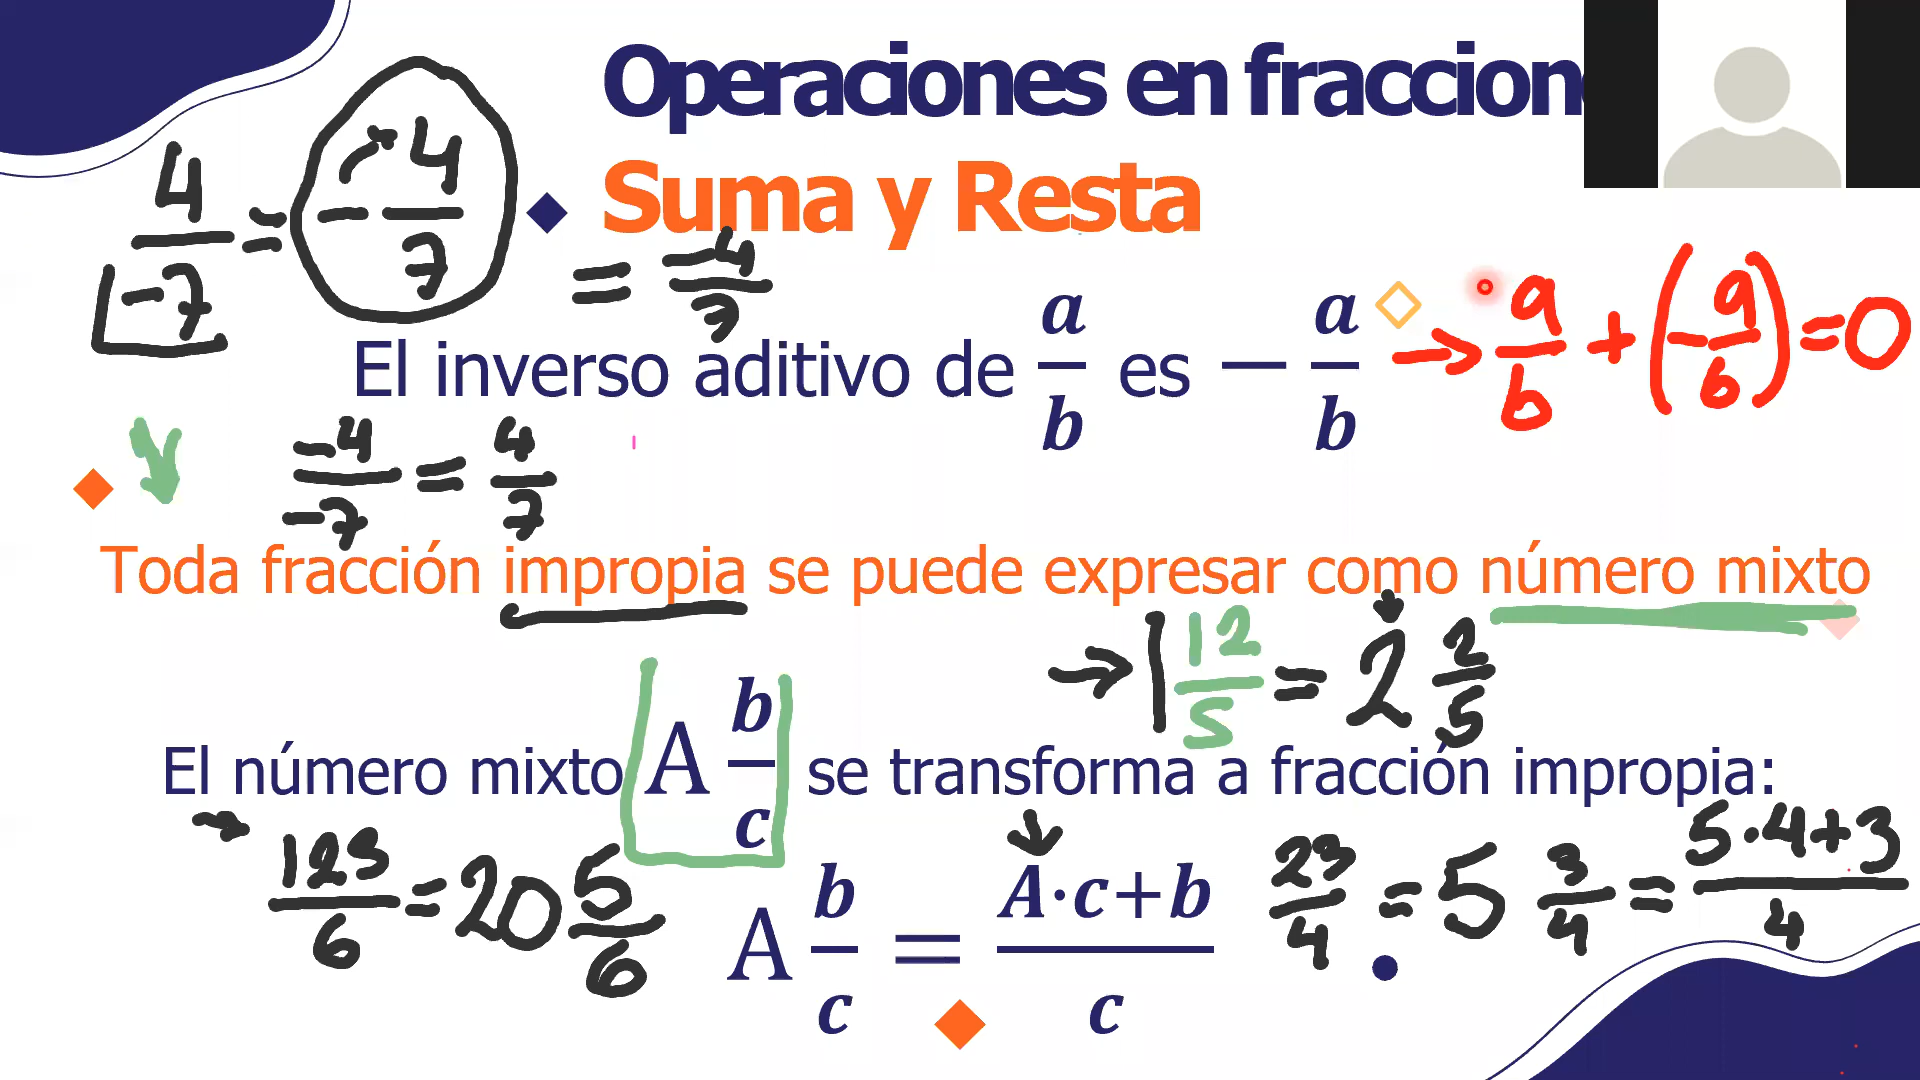 Operaciones en fraccion
Suma y Resta
4/-7 = - 4/7 = -4/7
El inverso aditivo de a/b es − a/b → a/b + (- a/b) = 0
-4/-7 = 4/7
Toda fracción impropia se puede expresar como número mixto
→ | 12/5 = 2 2/5
El número mixto A b/c se transforma a fracción impropia:
→ 125/6 = 20 5/6
A b/c = A·c+b/c
23/4 = 5 3/4 = 5·4+3/4